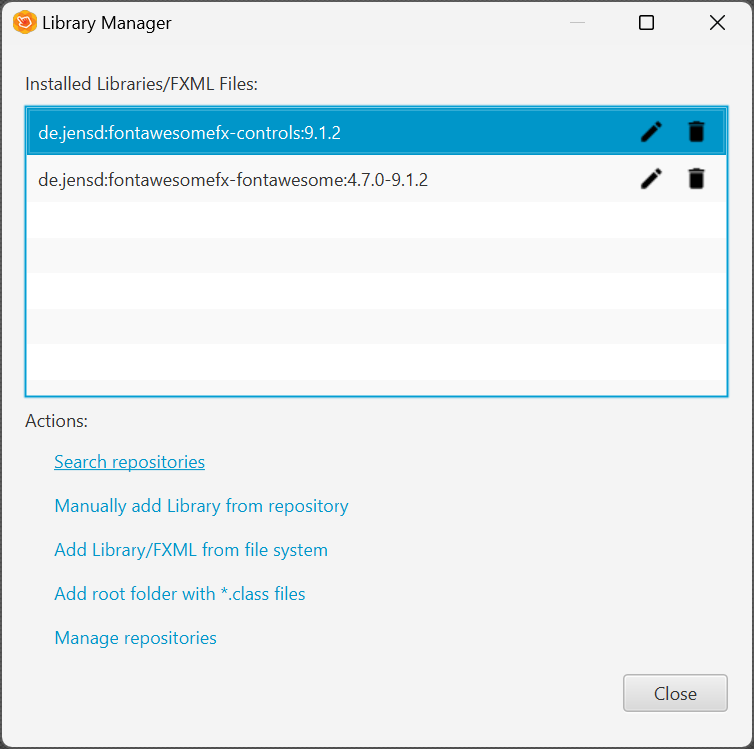 Library Manager
Installed Libraries/FXML Files:
de.jensd:fontawesomefx-controls:9.1.2
de.jensd:fontawesomefx-fontawesome:4.7.0-9.1.2
Actions:
Search repositories
Manually add Library from repository
Add Library/FXML from file system
Add root folder with *.class files
Manage repositories
Close